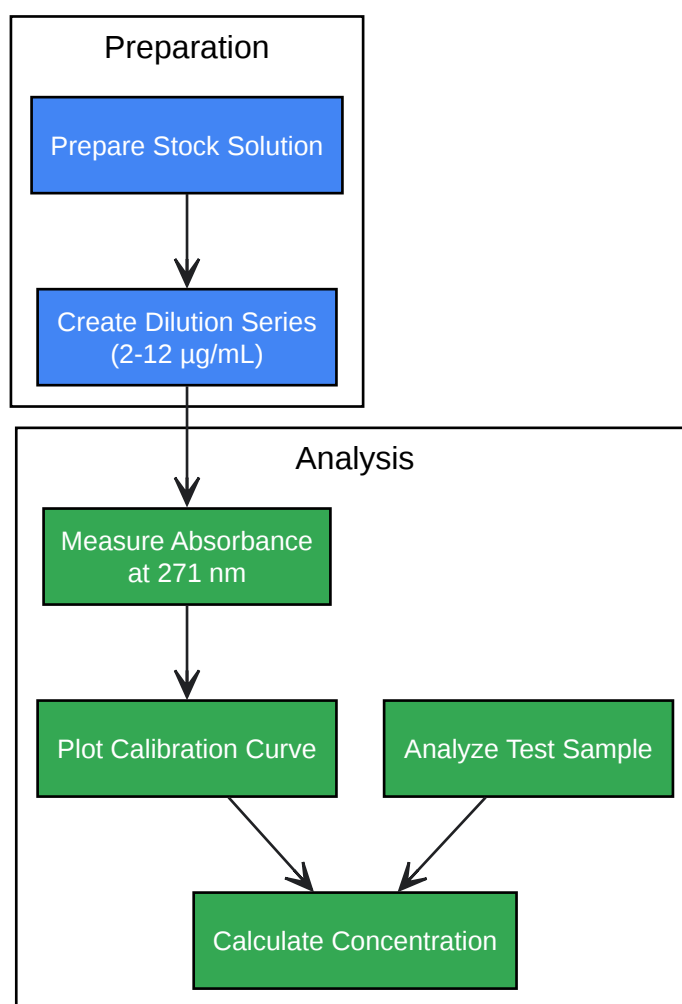 Preparation
Prepare Stock Solution
Create Dilution Series
(2-12 µg/mL)
Analysis
Measure Absorbance
at 271 nm
Plot Calibration Curve
Analyze Test Sample
Calculate Concentration